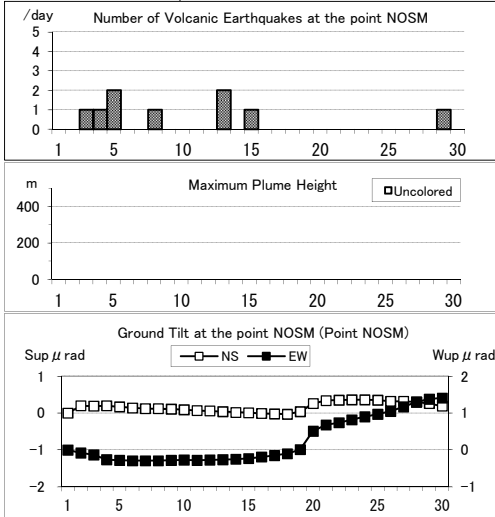 /day
Number of Volcanic Earthquakes at the point NOSM
5
4
3
2
1
0
1 5 10 15 20 25 30
m
Maximum Plume Height
Uncolored
400
200
0
1 5 10 15 20 25 30
Ground Tilt at the point NOSM (Point NOSM)
Sup μ rad
NS EW
Wup μ rad
1 2
0 1
-1 0
-2 -1
1 5 10 15 20 25 30